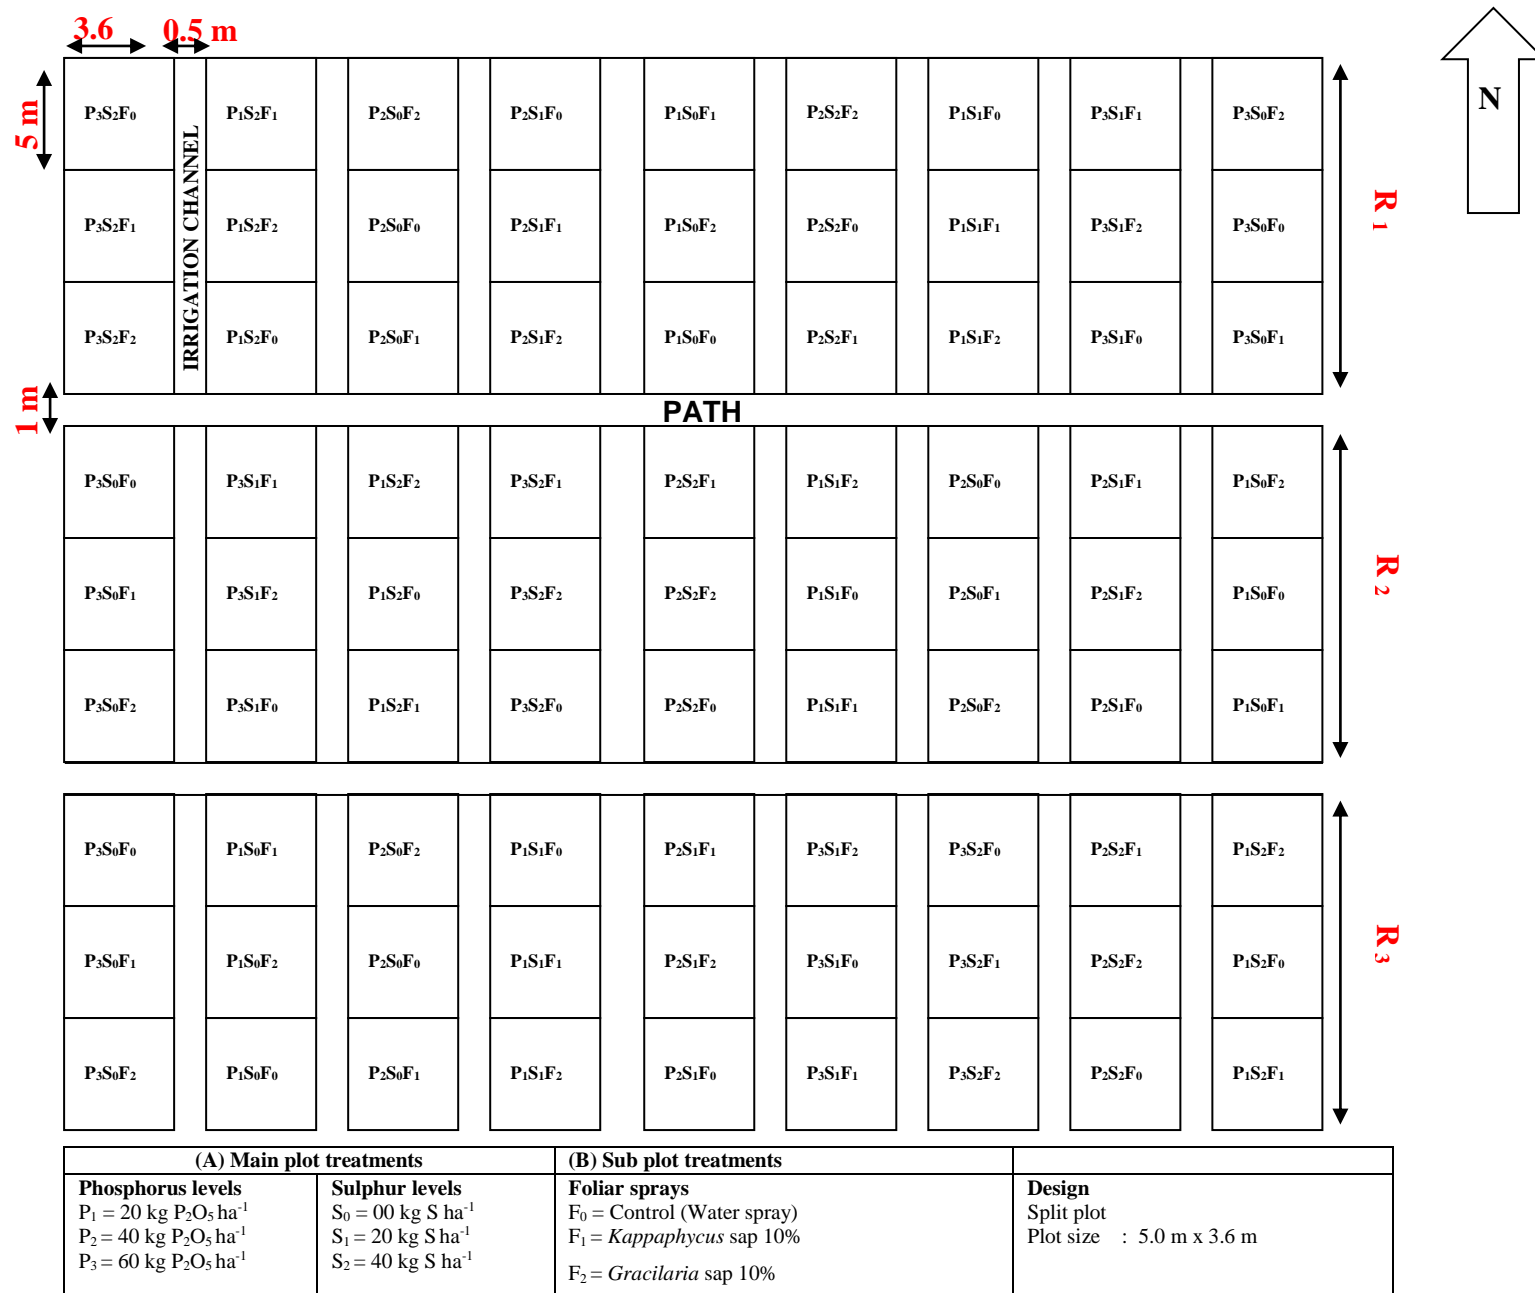 3.6 0.5 m
N
5 m
P₃S₂F₀ P₁S₂F₁ P₂S₀F₂ P₂S₁F₀ P₁S₀F₁ P₂S₂F₂ P₁S₁F₀ P₃S₁F₁ P₃S₀F₂
IRRIGATION CHANNEL
P₃S₂F₁ P₁S₂F₂ P₂S₀F₀ P₂S₁F₁ P₁S₀F₂ P₂S₂F₀ P₁S₁F₁ P₃S₁F₂ P₃S₀F₀
R 1
P₃S₂F₂ P₁S₂F₀ P₂S₀F₁ P₂S₁F₂ P₁S₀F₀ P₂S₂F₁ P₁S₁F₂ P₃S₁F₀ P₃S₀F₁
1 m
PATH
P₃S₀F₀ P₃S₁F₁ P₁S₂F₂ P₃S₂F₁ P₂S₂F₁ P₁S₁F₂ P₂S₀F₀ P₂S₁F₁ P₁S₀F₂
P₃S₀F₁ P₃S₁F₂ P₁S₂F₀ P₃S₂F₂ P₂S₂F₂ P₁S₁F₀ P₂S₀F₁ P₂S₁F₂ P₁S₀F₀
R 2
P₃S₀F₂ P₃S₁F₀ P₁S₂F₁ P₃S₂F₀ P₂S₂F₀ P₁S₁F₁ P₂S₀F₂ P₂S₁F₀ P₁S₀F₁
P₃S₀F₀ P₁S₀F₁ P₂S₀F₂ P₁S₁F₀ P₂S₁F₁ P₃S₁F₂ P₃S₂F₀ P₂S₂F₁ P₁S₂F₂
P₃S₀F₁ P₁S₀F₂ P₂S₀F₀ P₁S₁F₁ P₂S₁F₂ P₃S₁F₀ P₃S₂F₁ P₂S₂F₂ P₁S₂F₀
R 3
P₃S₀F₂ P₁S₀F₀ P₂S₀F₁ P₁S₁F₂ P₂S₁F₀ P₃S₁F₁ P₃S₂F₂ P₂S₂F₀ P₁S₂F₁
(A) Main plot treatments
Phosphorus levels
P₁ = 20 kg P₂O₅ ha⁻¹
P₂ = 40 kg P₂O₅ ha⁻¹
P₃ = 60 kg P₂O₅ ha⁻¹
Sulphur levels
S₀ = 00 kg S ha⁻¹
S₁ = 20 kg S ha⁻¹
S₂ = 40 kg S ha⁻¹
(B) Sub plot treatments
Foliar sprays
F₀ = Control (Water spray)
F₁ = Kappaphycus sap 10%
F₂ = Gracilaria sap 10%
Design
Split plot
Plot size : 5.0 m x 3.6 m